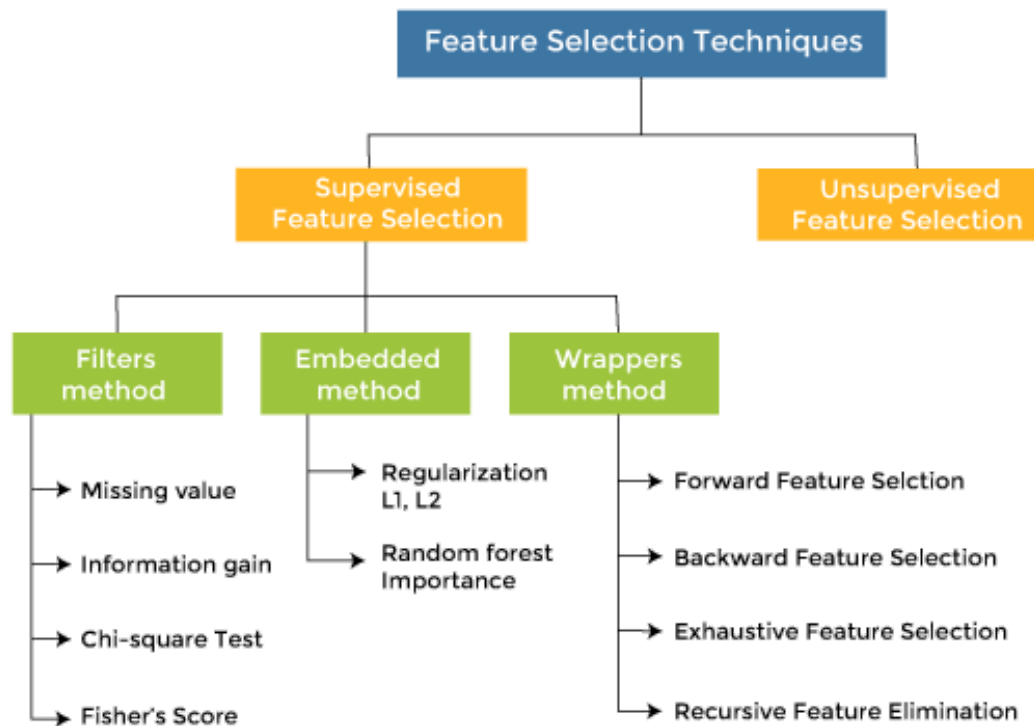 Feature Selection Techniques
Supervised
Feature Selection
Unsupervised
Feature Selection
Filters
method
Embedded
method
Wrappers
method
Missing value
Information gain
Chi-square Test
Fisher's Score
Regularization
L1, L2
Random forest
Importance
Forward Feature Selction
Backward Feature Selection
Exhaustive Feature Selection
Recursive Feature Elimination